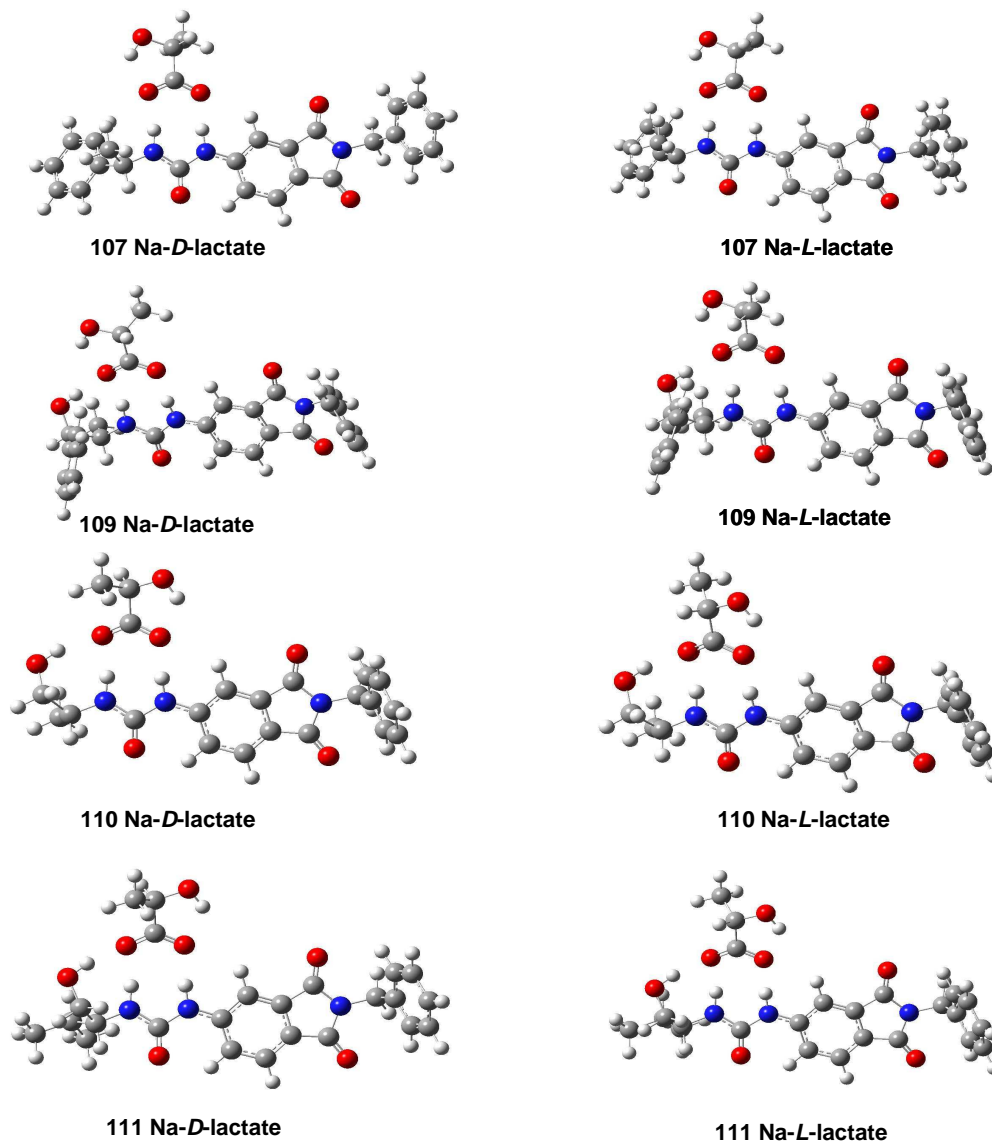 107 Na-D-lactate
107 Na-L-lactate
109 Na-D-lactate
109 Na-L-lactate
110 Na-D-lactate
110 Na-L-lactate
111 Na-D-lactate
111 Na-L-lactate